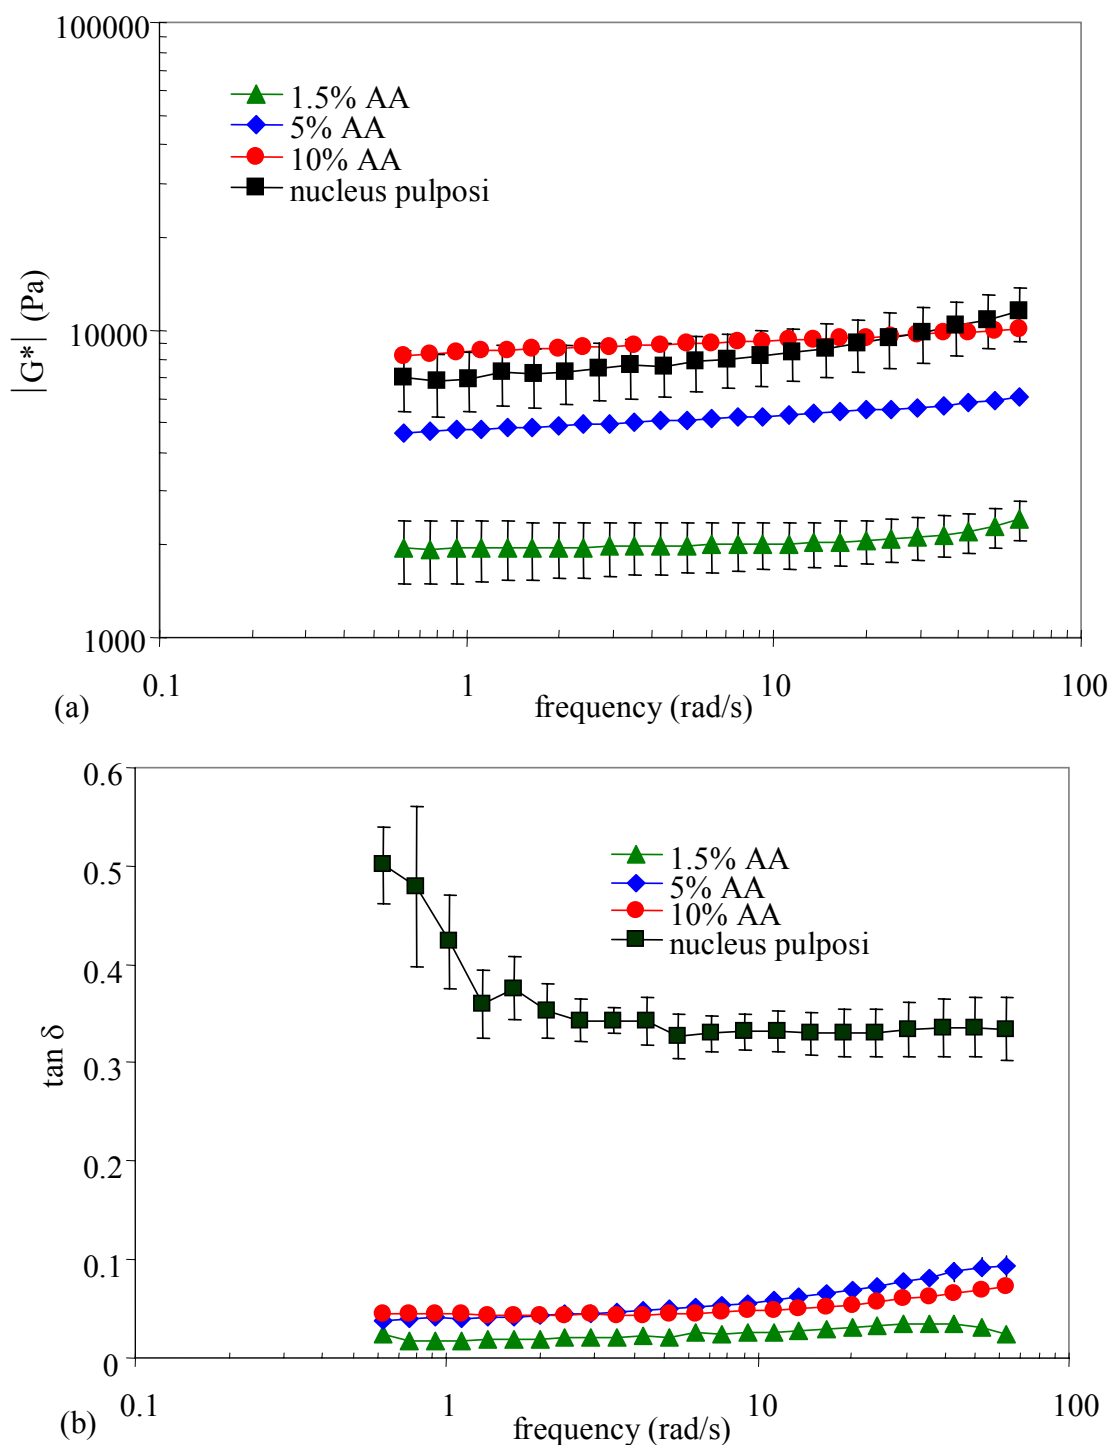 100000
1.5% AA
5% AA
10% AA
nucleus pulposi
|G*| (Pa)
10000
1000
0.1
1
10
100
(a)
frequency (rad/s)
0.6
1.5% AA
5% AA
10% AA
nucleus pulposi
0.5
0.4
tan δ
0.3
0.2
0.1
0
0.1
1
10
100
(b)
frequency (rad/s)